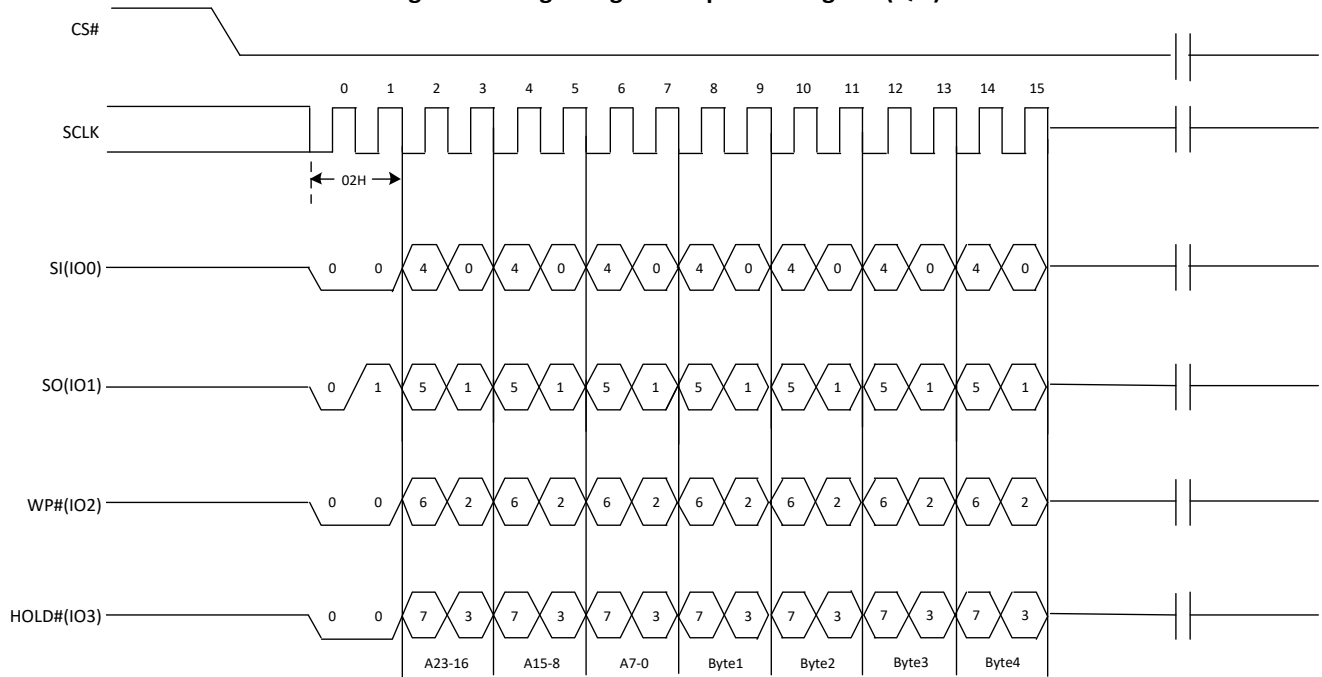 CS#
0 1 2 3 4 5 6 7 8 9 10 11 12 13 14 15
SCLK
02H
SI(IO0) 0 0 4 0 4 0 4 0 4 0 4 0 4 0 4 0
SO(IO1) 0 1 5 1 5 1 5 1 5 1 5 1 5 1 5 1
WP#(IO2) 0 0 6 2 6 2 6 2 6 2 6 2 6 2 6 2
HOLD#(IO3) 0 0 7 3 7 3 7 3 7 3 7 3 7 3 7 3
A23-16 A15-8 A7-0 Byte1 Byte2 Byte3 Byte4